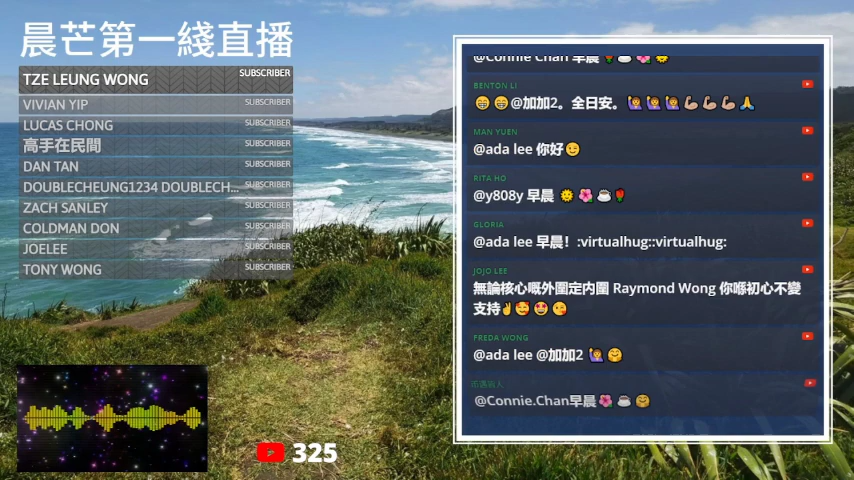 晨芒第一綫直播
TZE LEUNG WONG SUBSCRIBER
VIVIAN YIP SUBSCRIBER
LUCAS CHONG SUBSCRIBER
高手在民間 SUBSCRIBER
DAN TAN SUBSCRIBER
DOUBLECHEUNG1234 DOUBLECH... SUBSCRIBER
ZACH SANLEY SUBSCRIBER
COLDMAN DON SUBSCRIBER
JOELEE SUBSCRIBER
TONY WONG SUBSCRIBER
325
@Connie Chan 早晨🌹☕🌺🌞
BENTON LI
😁😁@加加2。全日安。🙋‍♀️🙋‍♀️🙋‍♀️💪🏽💪🏽💪🏽🙏
MAN YUEN
@ada lee 你好😉
RITA HO
@y808y 早晨 🌞🌺☕🌹
GLORIA
@ada lee 早晨！:virtualhug::virtualhug:
JOJO LEE
無論核心嘅外圍定內圍 Raymond Wong 你喺初心不變
支持✌️🥰🤩😘
FREDA WONG
@ada lee @加加2 🙋‍♀️🤗
@Connie.Chan早晨🌺☕🤗